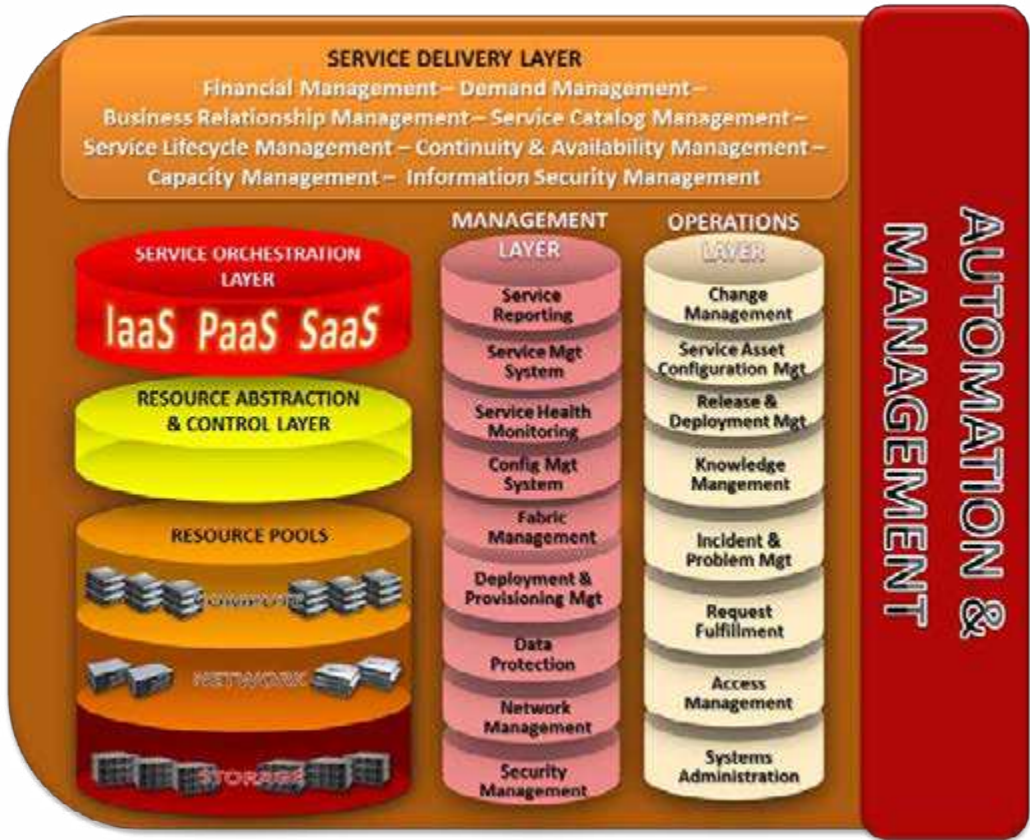 SERVICE DELIVERY LAYER
Financial Management – Demand Management –
Business Relationship Management – Service Catalog Management –
Service Lifecycle Management – Continuity & Availability Management –
Capacity Management – Information Security Management
SERVICE ORCHESTRATION
LAYER
IaaS PaaS SaaS
RESOURCE ABSTRACTION
& CONTROL LAYER
RESOURCE POOLS
COMPUTE
NETWORK
STORAGE
MANAGEMENT
LAYER
Service
Reporting
Service Mgt
System
Service Health
Monitoring
Config Mgt
System
Fabric
Management
Deployment &
Provisioning Mgt
Data
Protection
Network
Management
Security
Management
OPERATIONS
LAYER
Change
Management
Service Asset
Configuration Mgt
Release &
Deployment Mgt
Knowledge
Mangement
Incident &
Problem Mgt
Request
Fulfillment
Access
Management
Systems
Administration
AUTOMATION &
MANAGEMENT